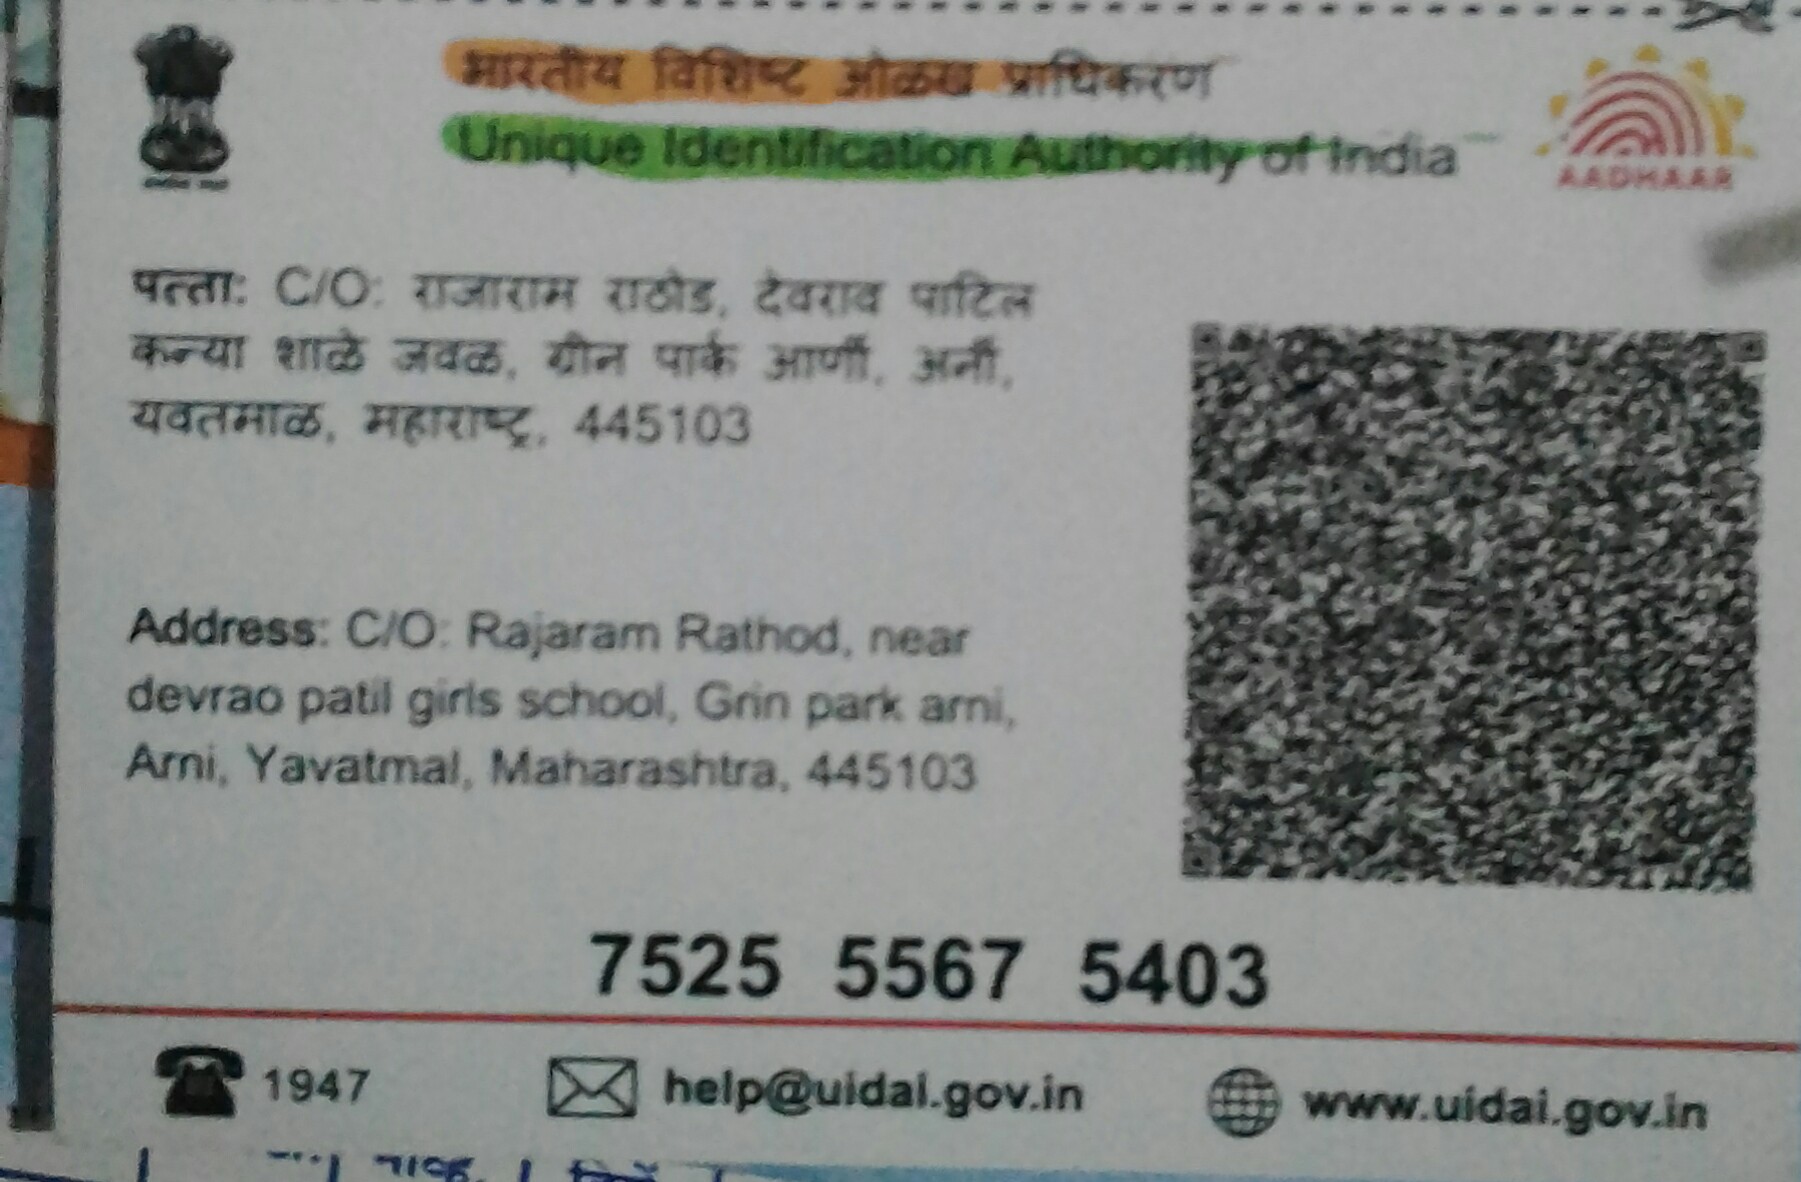 भारतीय विशिष्ट ओळख प्राधिकरण
Unique Identification Authority of India
AADHAAR
पत्ता: C/O: राजाराम राठोड, देवराव पाटिल
कन्या शाळे जवळ, ग्रीन पार्क आर्णी, अर्नी,
यवतमाळ, महाराष्ट्र, 445103
Address: C/O: Rajaram Rathod, near
devrao patil girls school, Grin park arni,
Arni, Yavatmal, Maharashtra, 445103
7525 5567 5403
1947 help@uidai.gov.in www.uidai.gov.in